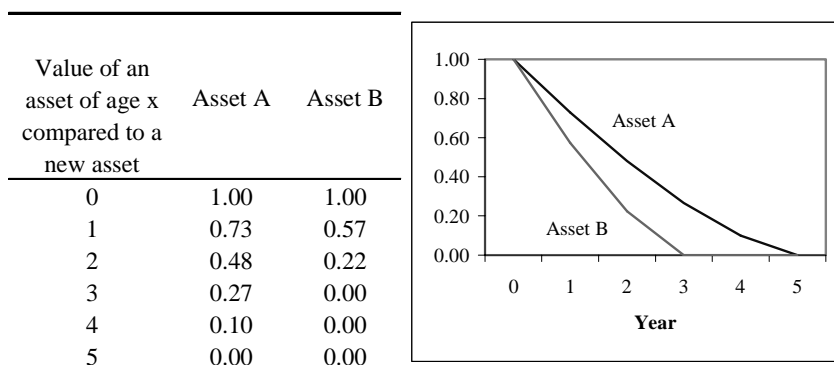 Value of an
asset of age x
compared to a
new asset
Asset A Asset B
0 1.00 1.00
1 0.73 0.57
2 0.48 0.22
3 0.27 0.00
4 0.10 0.00
5 0.00 0.00
1.00
0.80
0.60
0.40
0.20
0.00
Asset A
Asset B
0 1 2 3 4 5
Year